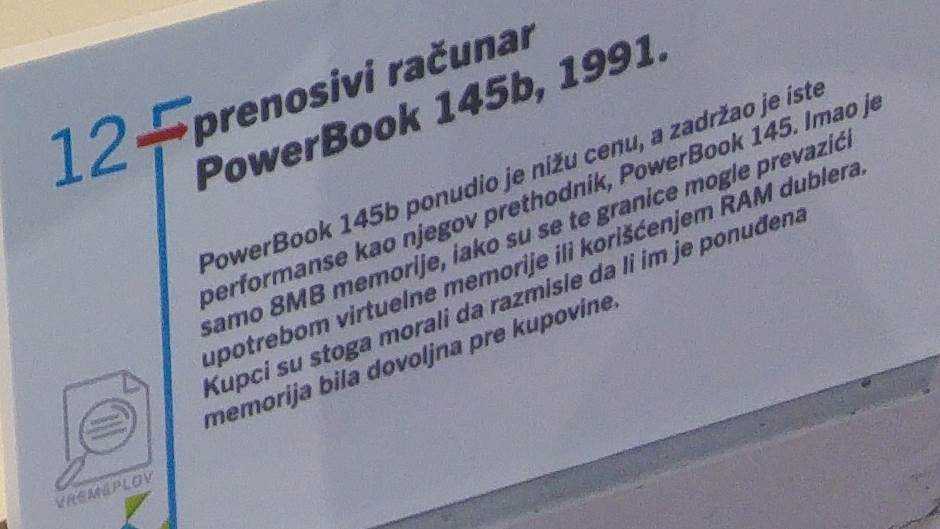 12
prenosivi računar
PowerBook 145b, 1991.
PowerBook 145b ponudio je nižu cenu, a zadržao je iste
performanse kao njegov prethodnik, PowerBook 145. Imao je
samo 8MB memorije, iako su se te granice mogle prevazići
upotrebom virtuelne memorije ili korišćenjem RAM dublera.
Kupci su stoga morali da razmisle da li im je ponuđena
memorija bila dovoljna pre kupovine.
VREMEPLOV